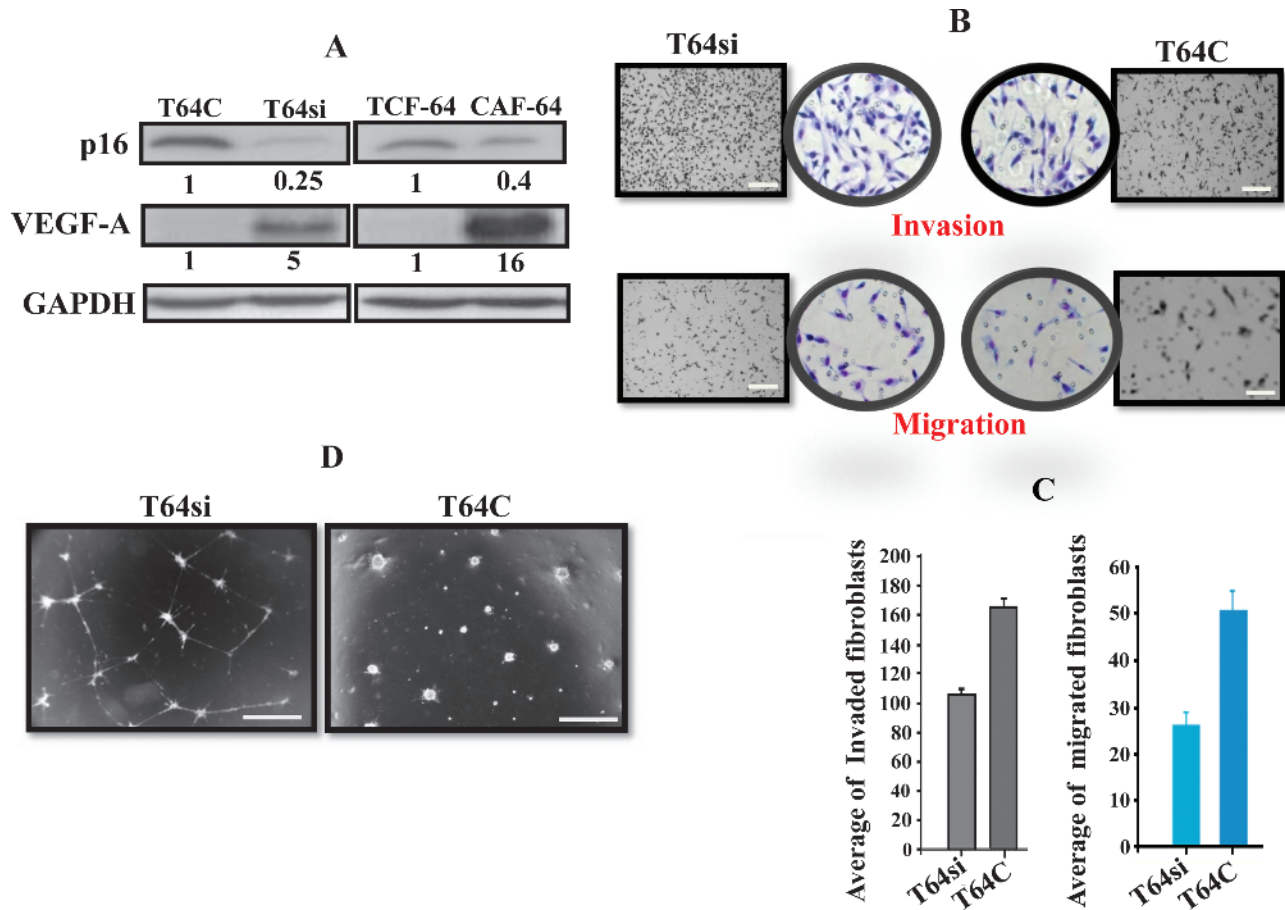 A
T64C T64si TCF-64 CAF-64
p16
1 0.25 1 0.4
VEGF-A
1 5 1 16
GAPDH
B
T64si T64C
Invasion
Migration
D
T64si T64C
C
Average of Invaded fibroblasts
200
180
160
140
120
100
80
60
40
20
0
T64si T64C
Average of migrated fibroblasts
60
50
40
30
20
10
0
T64si T64C